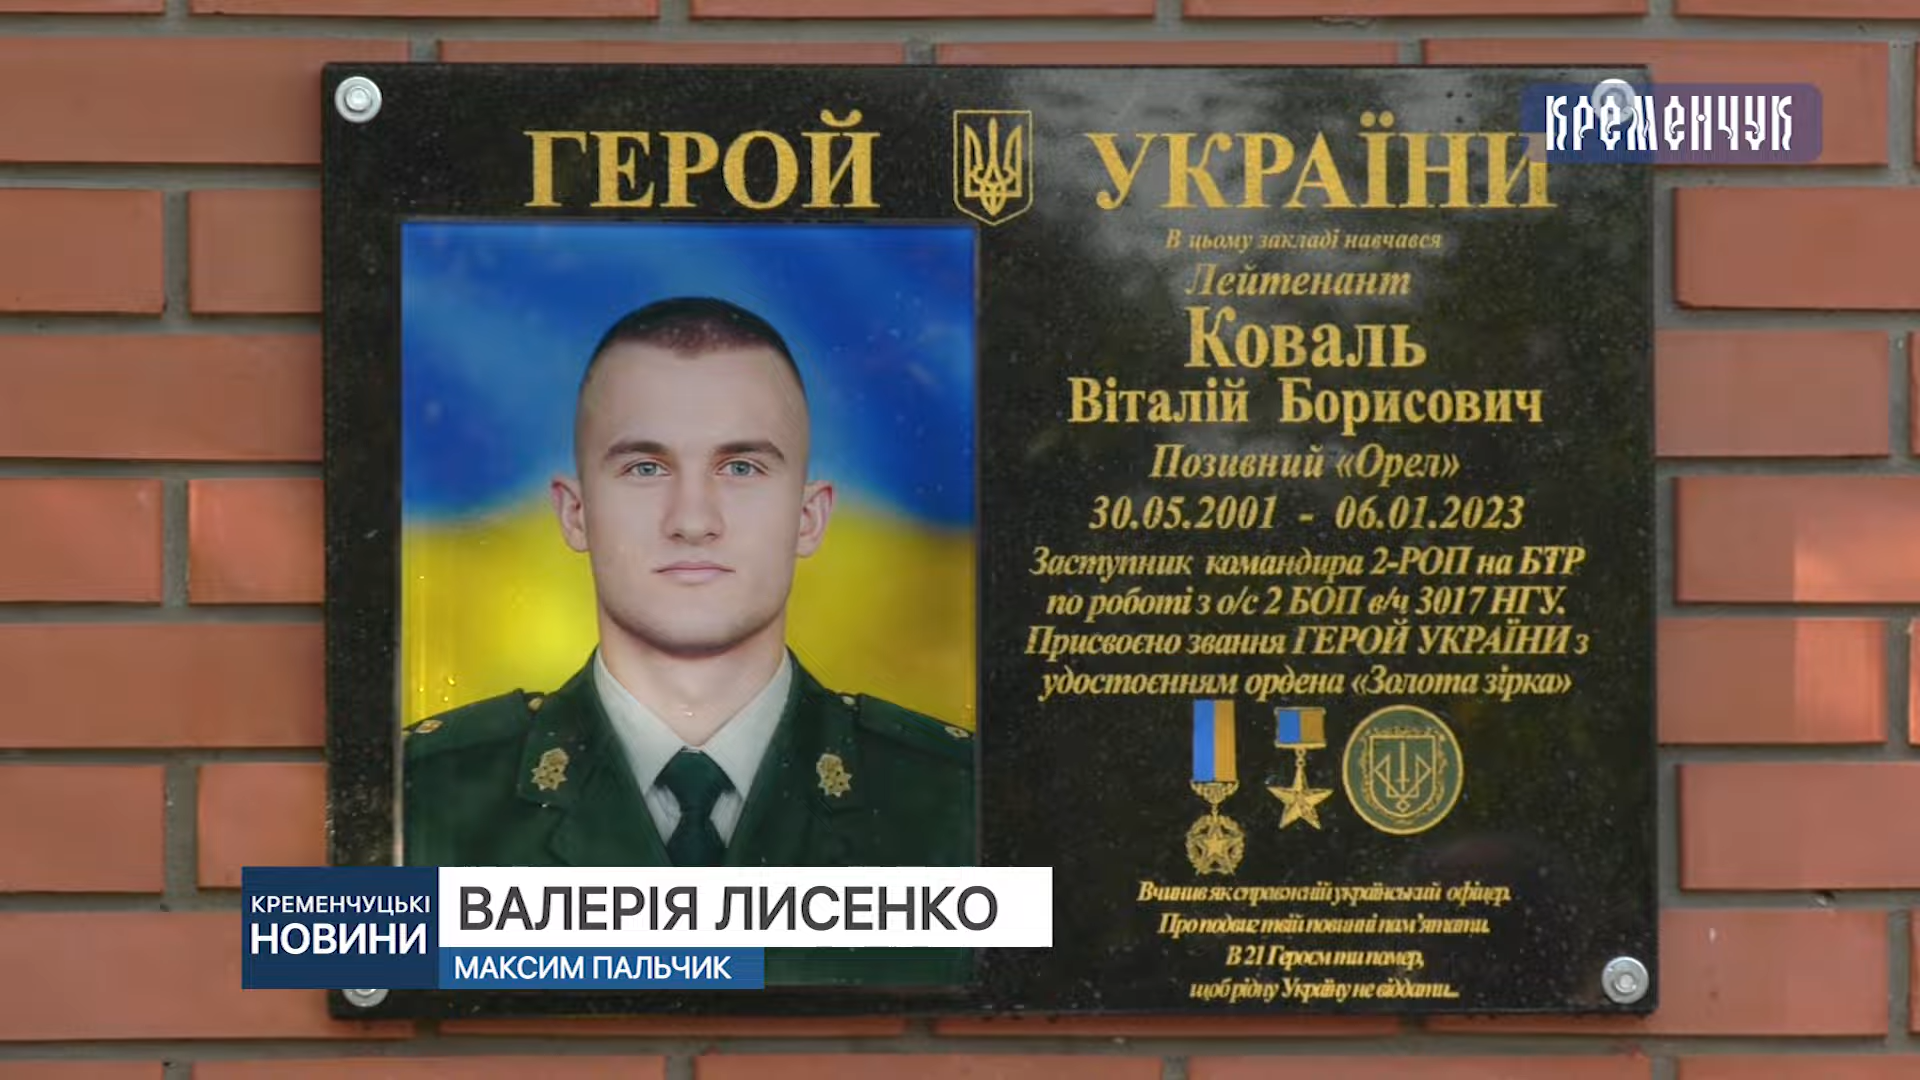 ГЕРОЙ УКРАЇНИ
КРЕМЕНЧУК
В цьому закладі навчався
Лейтенант
Коваль
Віталій Борисович
Позивний «Орел»
30.05.2001 - 06.01.2023
Заступник командира 2-РОП на БТР
по роботі з о/с 2 БОП в/ч 3017 НГУ.
Присвоєно звання ГЕРОЙ УКРАЇНИ з
удостоєнням ордена «Золота зірка»
Вчинив як справжній український офіцер.
Про подвиг твій повинні пам'ятати.
В 21 Героєм ти помер,
щоб рідну Україну не віддати...
КРЕМЕНЧУЦЬКІ
НОВИНИ
ВАЛЕРІЯ ЛИСЕНКО
МАКСИМ ПАЛЬЧИК